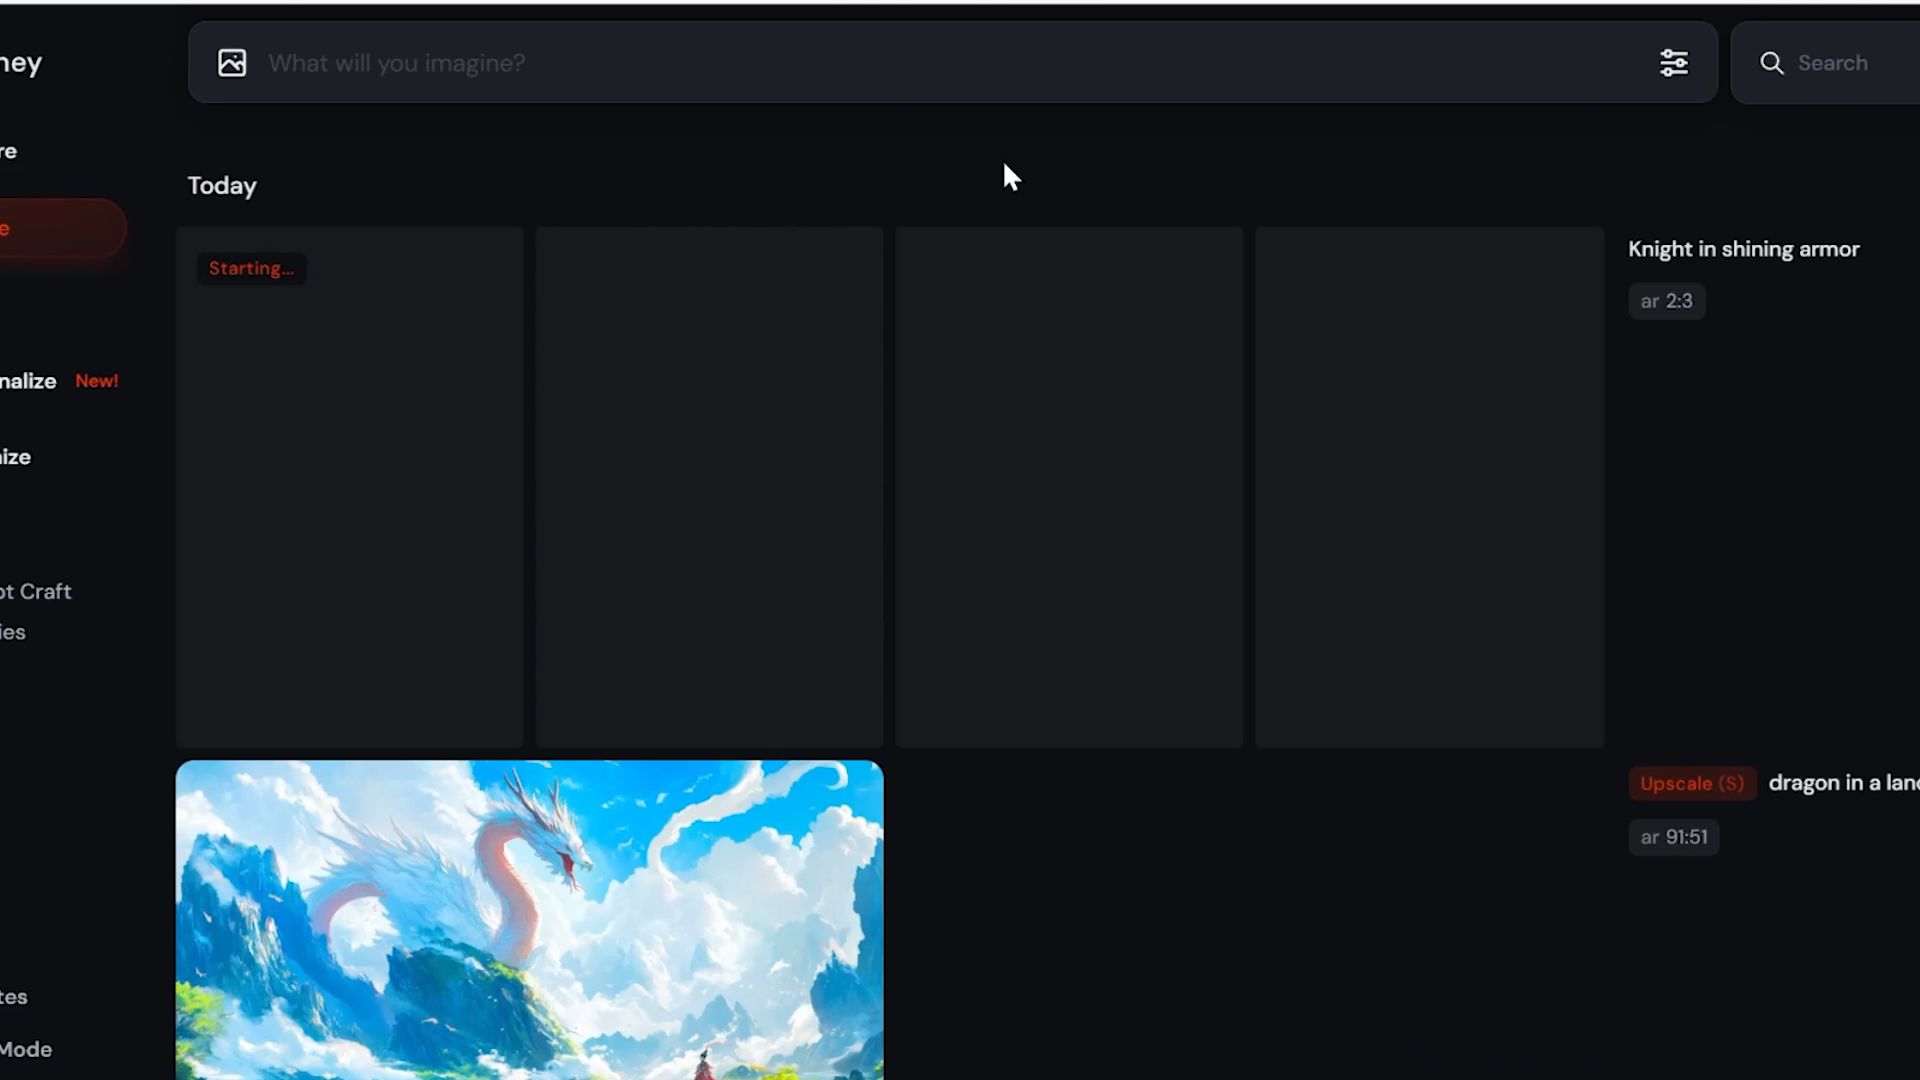 ney
What will you imagine?
Search
re
Today
e
Starting...
Knight in shining armor
ar 2:3
nalize New!
ize
ot Craft
ies
Upscale (S) dragon in a lan
ar 91:51
tes
Mode